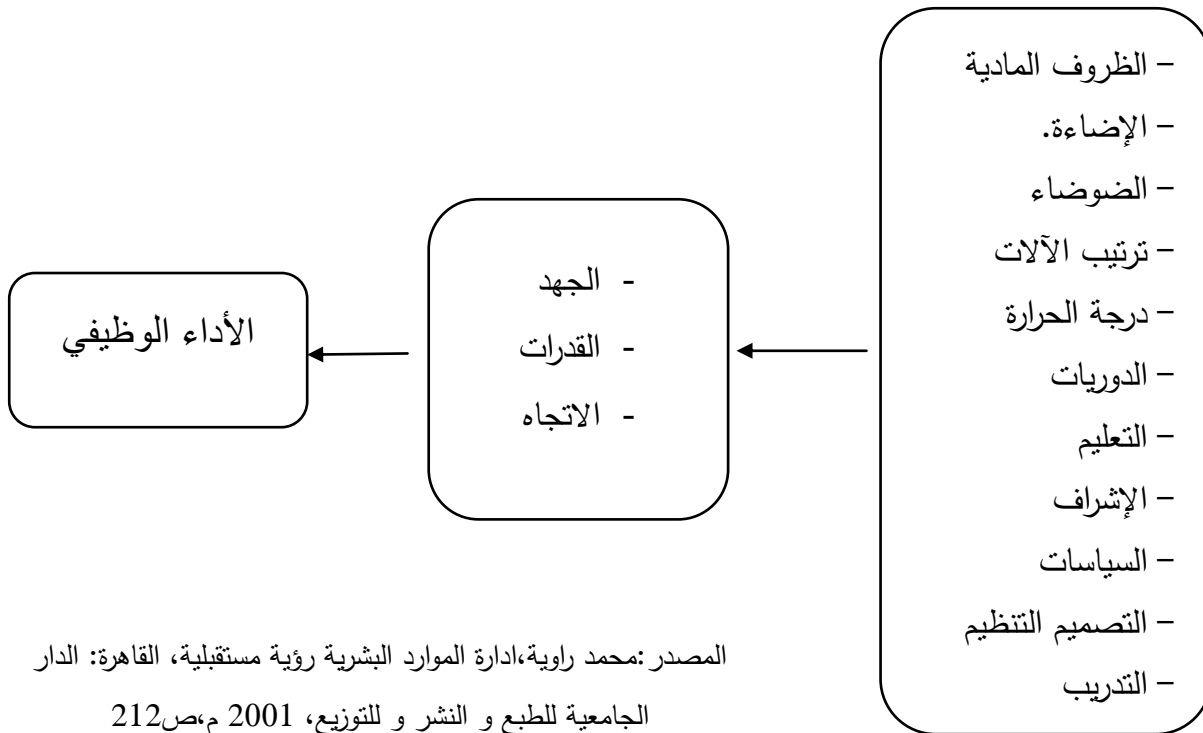 – الظروف المادية
– الإضاءة.
– الضوضاء
– ترتيب الآلات
– درجة الحرارة
– الدوريات
– التعليم
– الإشراف
– السياسات
– التصميم التنظيم
– التدريب
- الجهد
- القدرات
- الاتجاه
الأداء الوظيفي
المصدر :محمد راوية،ادارة الموارد البشرية رؤية مستقبلية، القاهرة: الدار
الجامعية للطبع و النشر و للتوزيع، 2001 م،ص212